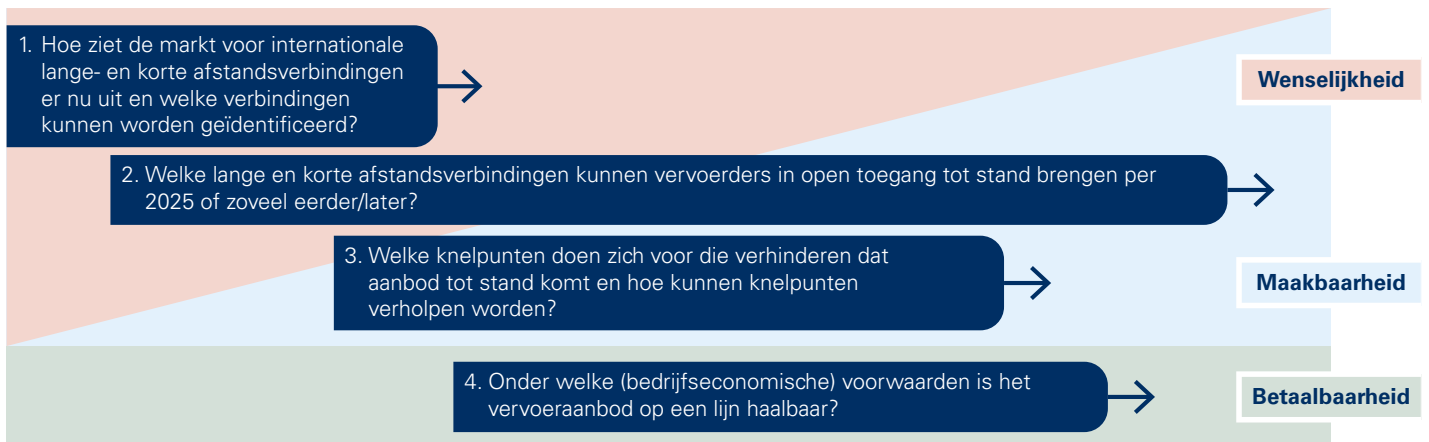 1. Hoe ziet de markt voor internationale
lange- en korte afstandsverbindingen
er nu uit en welke verbindingen
kunnen worden geïdentificeerd?
Wenselijkheid
2. Welke lange en korte afstandsverbindingen kunnen vervoerders in open toegang tot stand brengen per
2025 of zoveel eerder/later?
3. Welke knelpunten doen zich voor die verhinderen dat
aanbod tot stand komt en hoe kunnen knelpunten
verholpen worden?
Maakbaarheid
4. Onder welke (bedrijfseconomische) voorwaarden is het
vervoeraanbod op een lijn haalbaar?
Betaalbaarheid